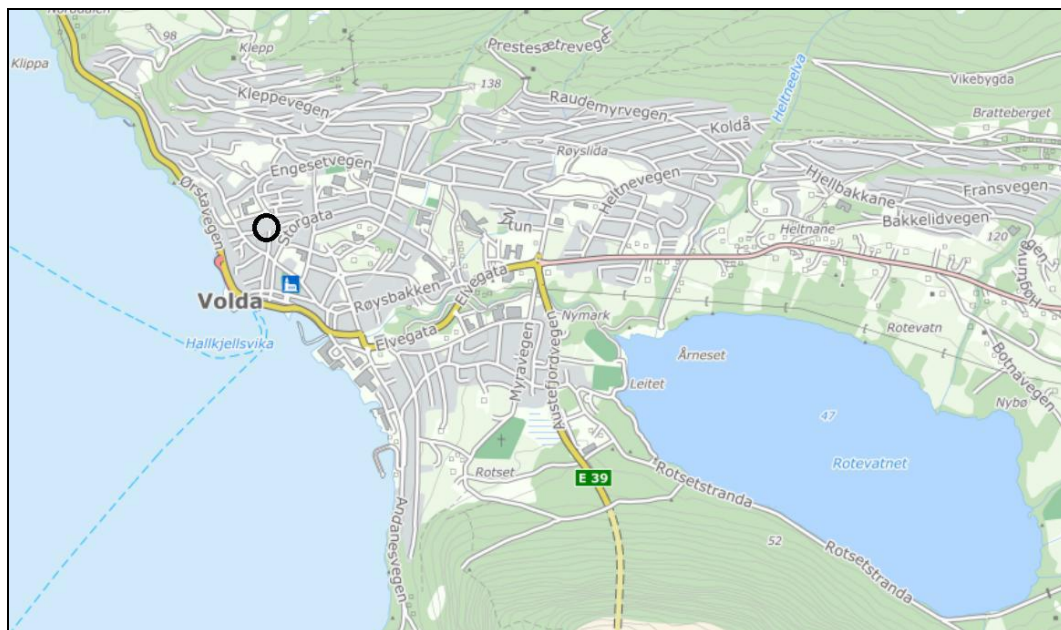 98
Klepp
Klippa
Prestesætrevegen
138
Kleppevegen
Raudemyrvegen
Heltneelva
Vikebygda
Bratteberget
Koldå
Røyslida
Engesetvegen
Heltnevegen
Hjellbakkane
Fransvegen
Ørstavegen
Storgata
tun
Bakkelidvegen
Heltnane
120
Volda
Røysbakken
Elvegata
Nymark
Rotevatn
Hallkjellsvika
Elvegata
Myravegen
Austefjordvegen
Årneset
Leitet
Botnavegen
Nybø
47
Rotevatnet
Rotset
E 39
Rotsetstranda
Andanesvegen
52
Rotsetstranda